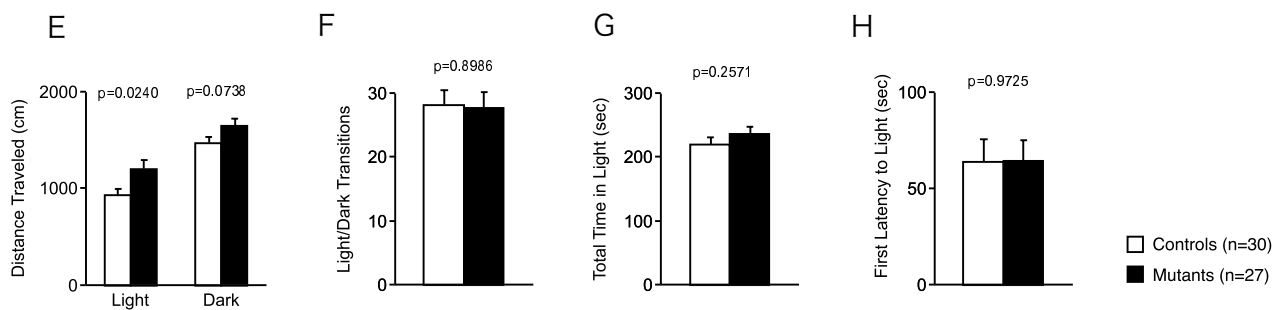 E
F
G
H
p=0.0240
p=0.0738
2000
1000
0
Distance Traveled (cm)
Light
Dark
p=0.8986
30
20
10
0
Light/Dark Transitions
p=0.2571
300
200
100
0
Total Time in Light (sec)
p=0.9725
100
50
0
First Latency to Light (sec)
Controls (n=30)
Mutants (n=27)